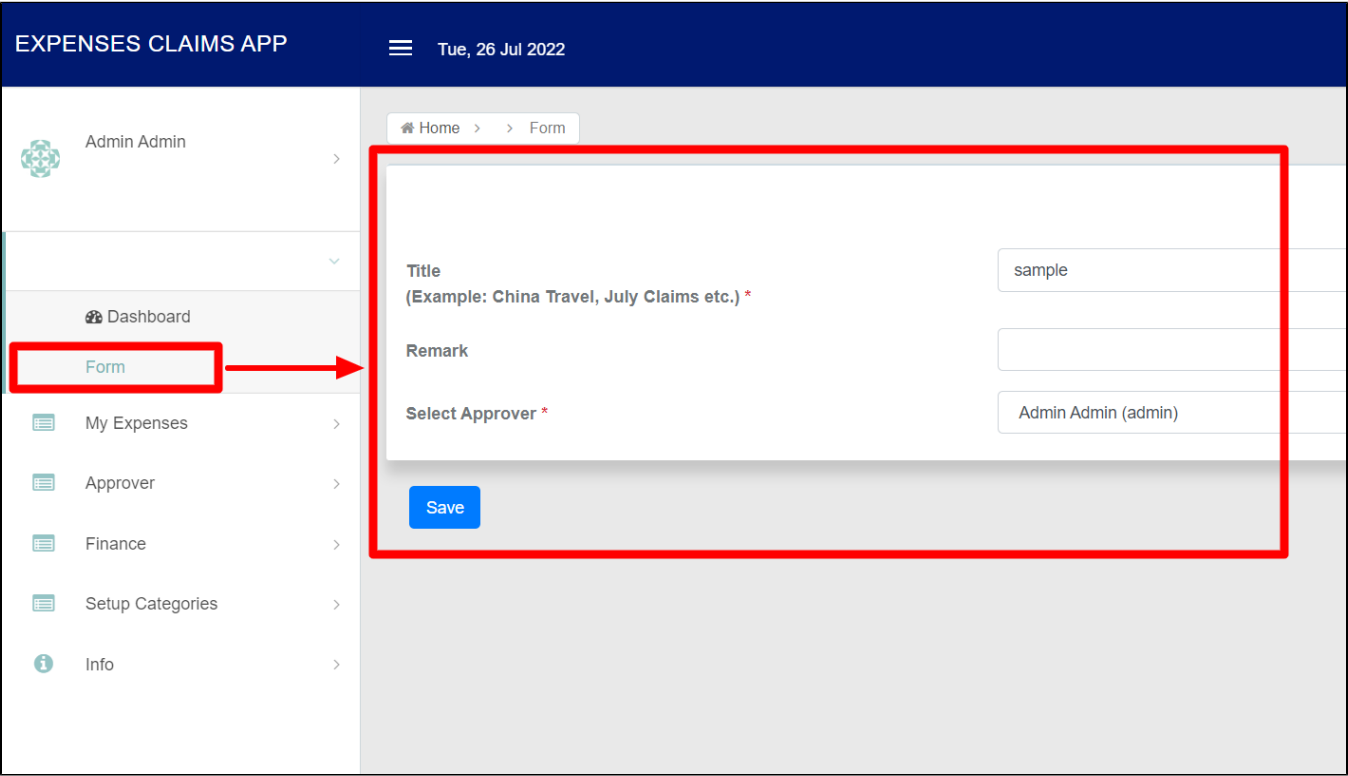 EXPENSES CLAIMS APP
Tue, 26 Jul 2022
Admin Admin
Dashboard
Form
My Expenses
Approver
Finance
Setup Categories
Info
Home > > Form
Title
(Example: China Travel, July Claims etc.) *
sample
Remark
Select Approver *
Admin Admin (admin)
Save